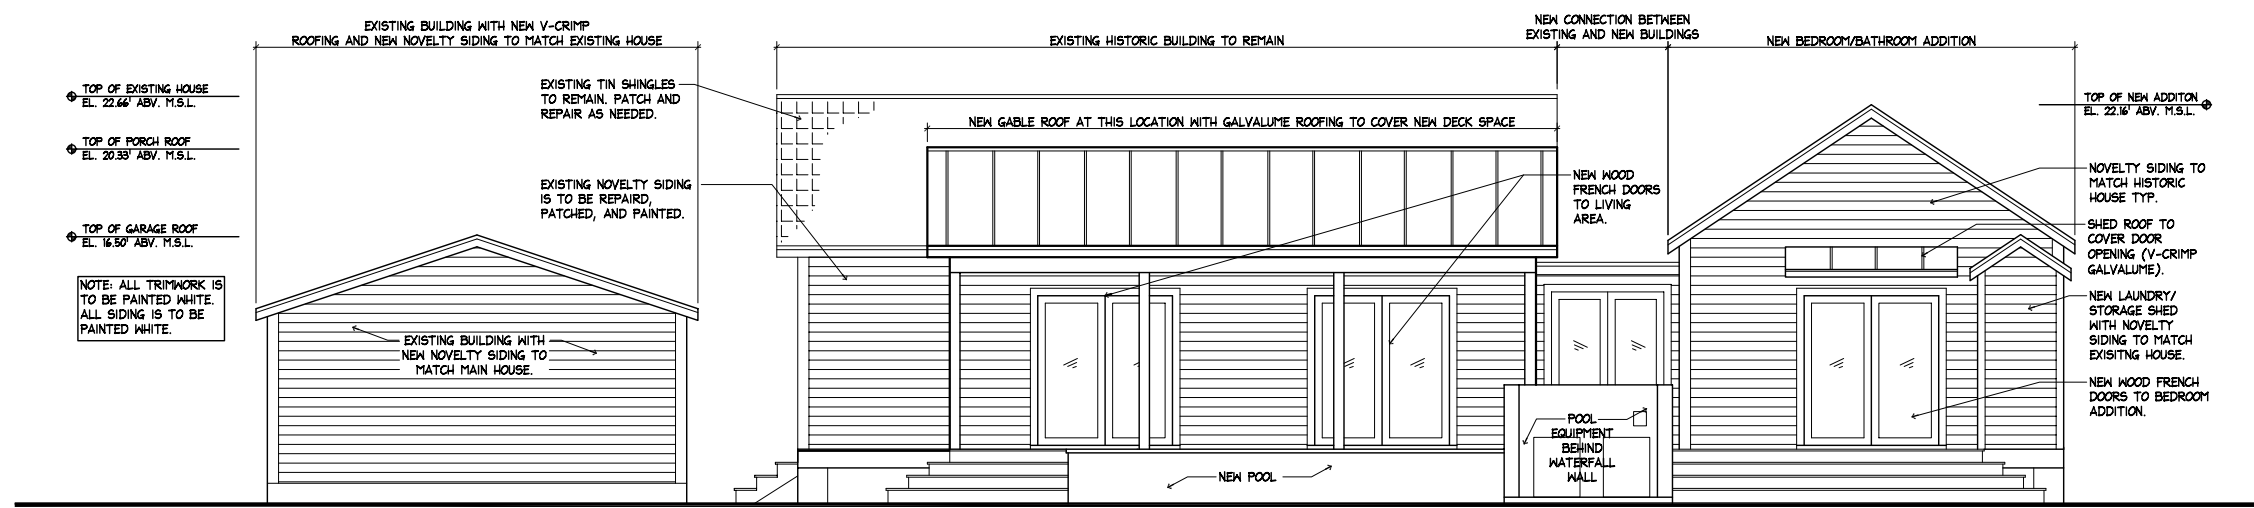 EXISTING BUILDING WITH NEW V-CRIMP
ROOFING AND NEW NOVELTY SIDING TO MATCH EXISTING HOUSE
EXISTING HISTORIC BUILDING TO REMAIN
NEW CONNECTION BETWEEN
EXISTING AND NEW BUILDINGS
NEW BEDROOM/BATHROOM ADDITION
TOP OF EXISTING HOUSE
EL. 22.66' ABV. M.S.L.
TOP OF PORCH ROOF
EL. 20.33' ABV. M.S.L.
TOP OF GARAGE ROOF
EL. 16.50' ABV. M.S.L.
NOTE: ALL TRIMWORK IS
TO BE PAINTED WHITE.
ALL SIDING IS TO BE
PAINTED WHITE.
EXISTING BUILDING WITH
NEW NOVELTY SIDING TO
MATCH MAIN HOUSE.
EXISTING TIN SHINGLES
TO REMAIN. PATCH AND
REPAIR AS NEEDED.
EXISTING NOVELTY SIDING
IS TO BE REPAIRD,
PATCHED, AND PAINTED.
NEW GABLE ROOF AT THIS LOCATION WITH GALVALUME ROOFING TO COVER NEW DECK SPACE
NEW WOOD
FRENCH DOORS
TO LIVING
AREA.
NEW POOL
POOL
EQUIPMENT
BEHIND
WATERFALL
WALL
TOP OF NEW ADDITON
EL. 22.16' ABV. M.S.L.
NOVELTY SIDING TO
MATCH HISTORIC
HOUSE TYP.
SHED ROOF TO
COVER DOOR
OPENING (V-CRIMP
GALVALUME).
NEW LAUNDRY/
STORAGE SHED
WITH NOVELTY
SIDING TO MATCH
EXISITNG HOUSE.
NEW WOOD FRENCH
DOORS TO BEDROOM
ADDITION.